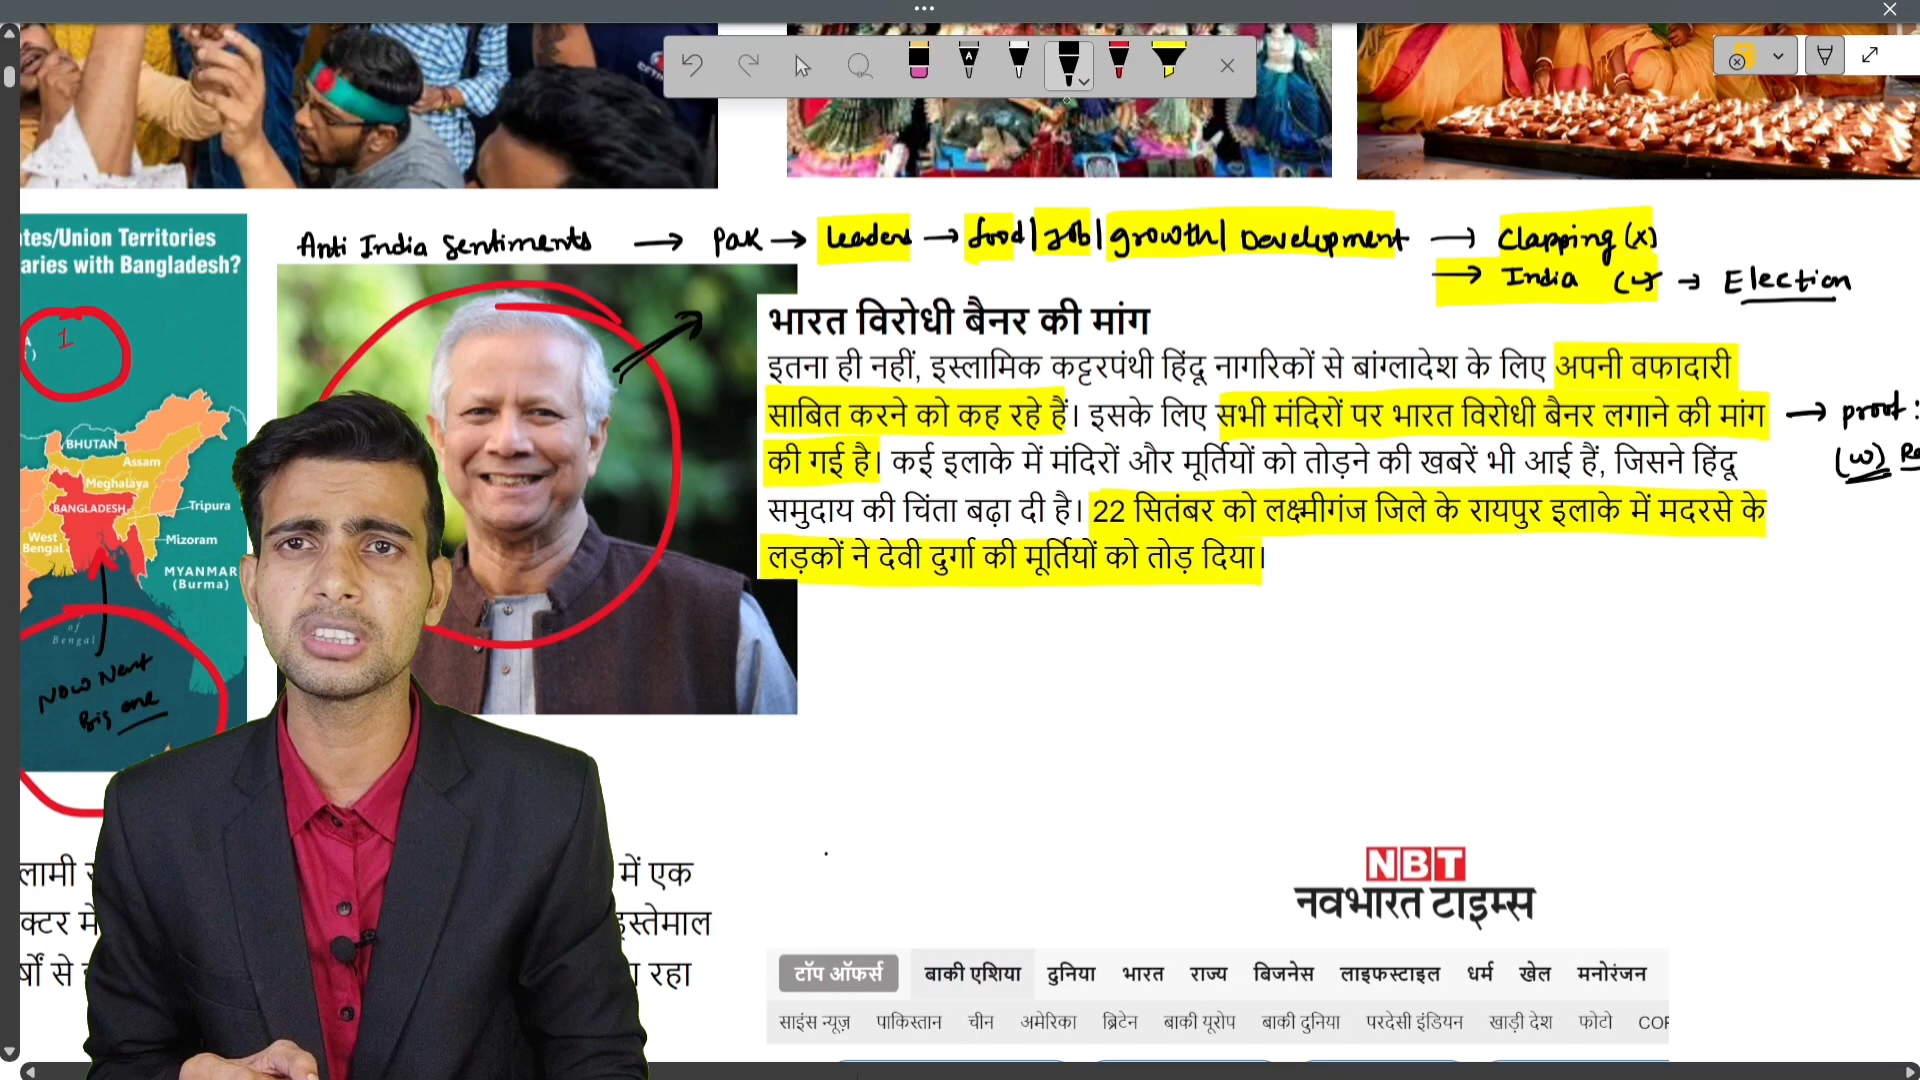 tes/Union Territories
aries with Bangladesh?
Anti India Sentiments → Pak → Leaders → food | Job | growth | Development → Clapping (x)
→ India → Election
1
भारत विरोधी बैनर की मांग
इतना ही नहीं, इस्लामिक कट्टरपंथी हिंदू नागरिकों से बांग्लादेश के लिए अपनी वफादारी
साबित करने को कह रहे हैं। इसके लिए सभी मंदिरों पर भारत विरोधी बैनर लगाने की मांग → proof:
की गई है। कई इलाके में मंदिरों और मूर्तियों को तोड़ने की खबरें भी आई हैं, जिसने हिंदू (w)
समुदाय की चिंता बढ़ा दी है। 22 सितंबर को लक्ष्मीगंज जिले के रायपुर इलाके में मदरसे के
लड़कों ने देवी दुर्गा की मूर्तियों को तोड़ दिया।
BHUTAN
Assam
Meghalaya
BANGLADESH
Tripura
West
Bengal
Mizoram
MYANMAR
(Burma)
of
Bengal
Now Next
Big one
लामी
में एक
क्टर में
इस्तेमाल
र्षों से
रहा
NBT
नवभारत टाइम्स
टॉप ऑफर्स बाकी एशिया दुनिया भारत राज्य बिजनेस लाइफस्टाइल धर्म खेल मनोरंजन
साइंस न्यूज़ पाकिस्तान चीन अमेरिका ब्रिटेन बाकी यूरोप बाकी दुनिया परदेसी इंडियन खाड़ी देश फोटो